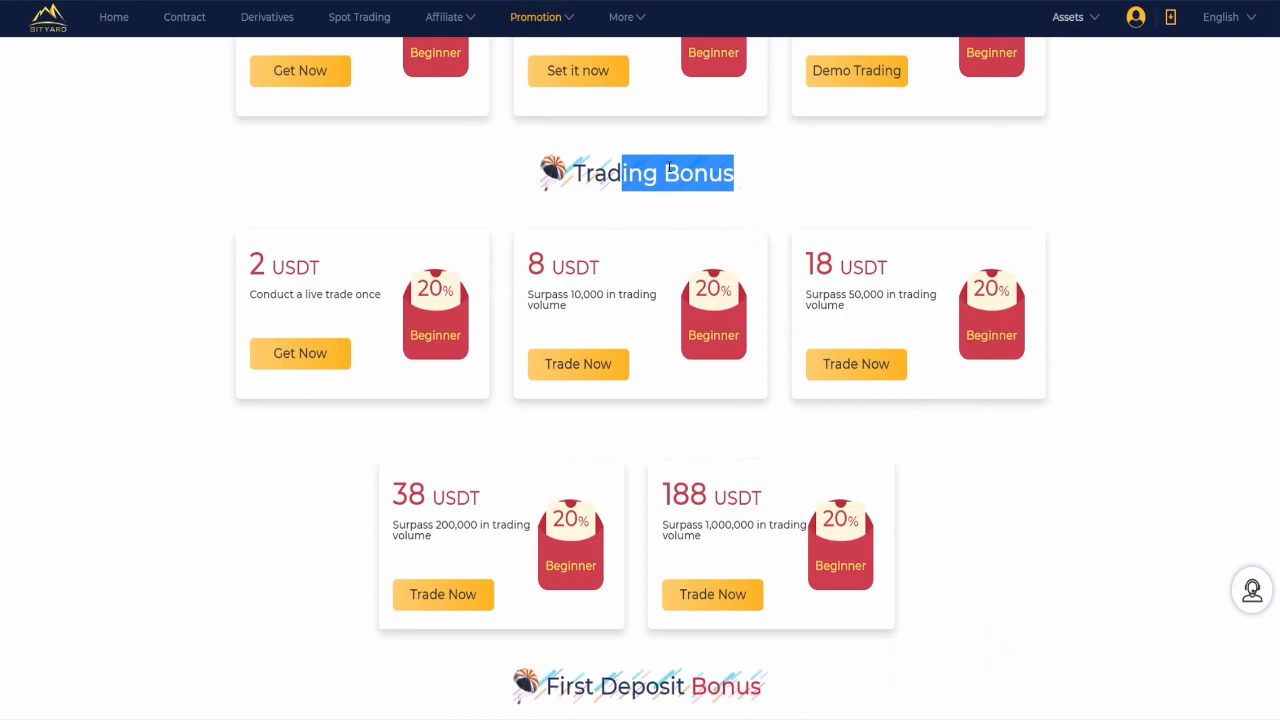 BITYARD
Home
Contract
Derivatives
Spot Trading
Affiliate
Promotion
More
Assets
English
Beginner
Beginner
Beginner
Get Now
Set it now
Demo Trading
Trading Bonus
2 USDT
Conduct a live trade once
20%
Beginner
Get Now
8 USDT
Surpass 10,000 in trading
volume
20%
Beginner
Trade Now
18 USDT
Surpass 50,000 in trading
volume
20%
Beginner
Trade Now
38 USDT
Surpass 200,000 in trading
volume
20%
Beginner
Trade Now
188 USDT
Surpass 1,000,000 in trading
volume
20%
Beginner
Trade Now
First Deposit Bonus